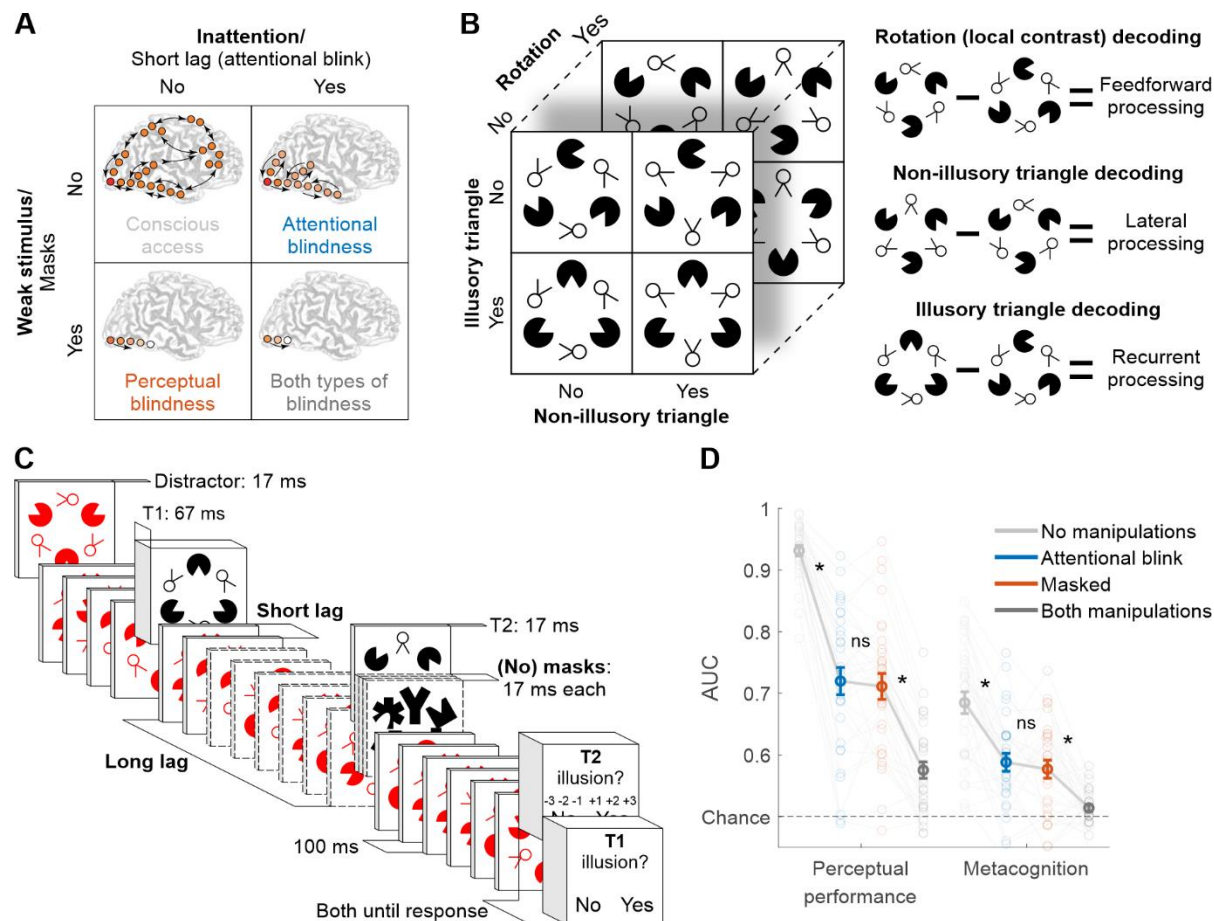 A
Inattention/
Short lag (attentional blink)
No Yes
Weak stimulus/
Masks
No
Yes
Conscious
access
Attentional
blindness
Perceptual
blindness
Both types of
blindness
B
Rotation
No
Yes
Illusory triangle
No
Yes
No Yes
Non-illusory triangle
Rotation (local contrast) decoding
Feedforward
processing
Non-illusory triangle decoding
Lateral
processing
Illusory triangle decoding
Recurrent
processing
C
Distractor: 17 ms
T1: 67 ms
Short lag
T2: 17 ms
(No) masks:
17 ms each
Long lag
100 ms
T2
illusion?
-3 -2 -1 +1 +2 +3
No Yes
T1
illusion?
No Yes
Both until response
D
AUC
1
0.9
0.8
0.7
0.6
Chance
No manipulations
Attentional blink
Masked
Both manipulations
* ns *
* ns *
Perceptual
performance
Metacognition